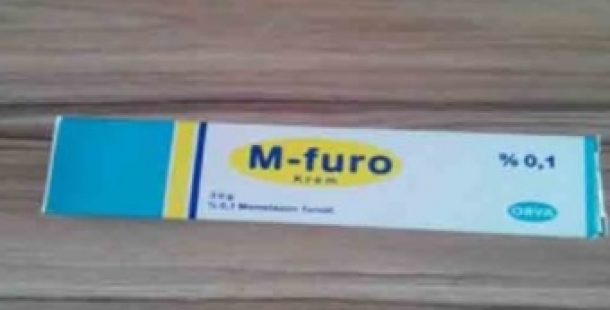 M-furo
% 0,1
Krem
30 g
% 0,1 Mometazon furoat
ORVA